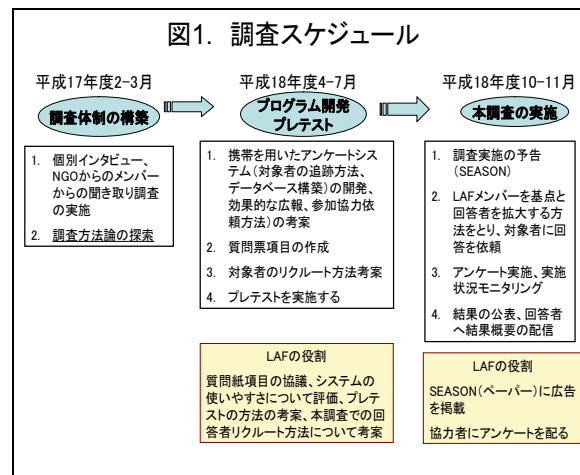 図1. 調査スケジュール
平成17年度2-3月
調査体制の構築
1. 個別インタビュー、
NGOからのメンバー
からの聞き取り調査
の実施
2. 調査方法論の探索
平成18年度4-7月
プログラム開発
プレテスト
1. 携帯を用いたアンケートシス
テム(対象者の追跡方法、
データベース構築)の開発、
効果的な広報、参加協力依
頼方法)の考案
2. 質問票項目の作成
3. 対象者のリクルート方法考案
4. プレテストを実施する
平成18年度10-11月
本調査の実施
1. 調査実施の予告
(SEASON)
2. LAFメンバーを基点と
回答者を拡大する方
法をとり、対象者に回
答を依頼
3. アンケート実施、実施
状況モニタリング
4. 結果の公表、回答者
へ結果概要の配信
LAFの役割
質問紙項目の協議、システムの
使いやすさについて評価、プレテ
ストの方法の考案、本調査での回
答者リクルート方法について考案
LAFの役割
SEASON(ペーパー)に広告
を掲載
協力者にアンケートを配る